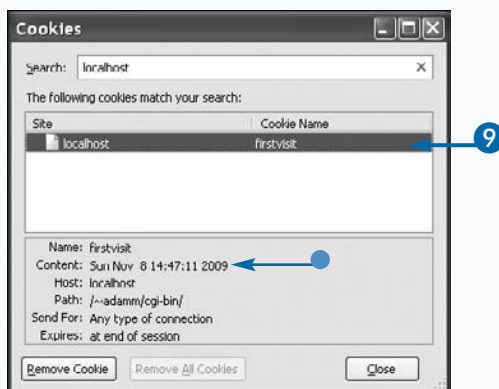 Cookies
Search: localhost
The following cookies match your search:
Site Cookie Name
localhost firstvisit
9
Name: firstvisit
Content: Sun Nov 8 14:47:11 2009
Host: localhost
Path: /~adamm/cgi-bin/
Send For: Any type of connection
Expires: at end of session
Remove Cookie Remove All Cookies Close